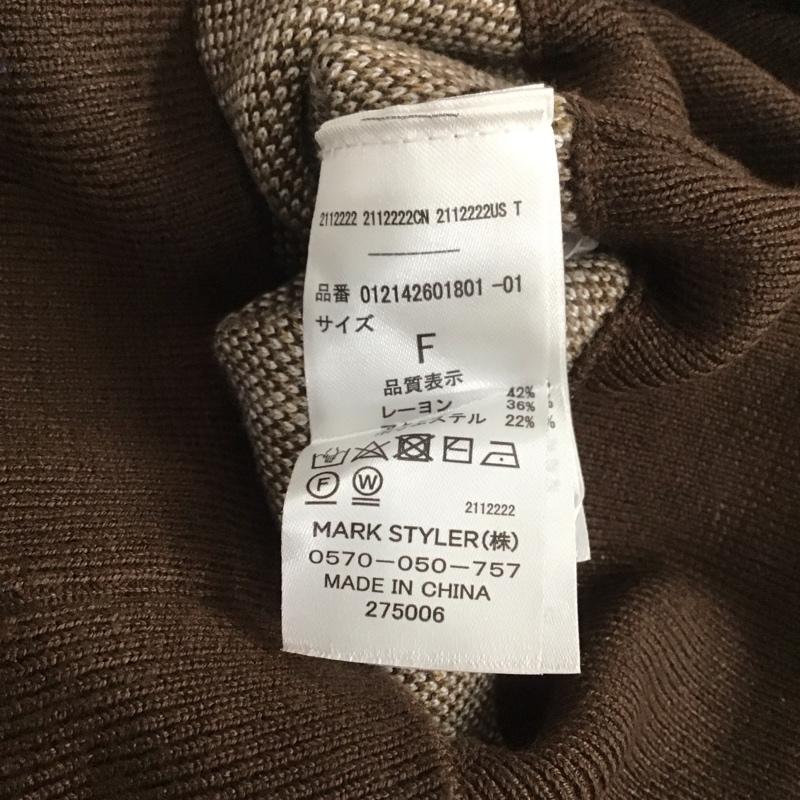 2112222 2112222CN 2112222US T
品番 012142601801 -01
サイズ
F
品質表示
42%
レーヨン 36%
22%
F W
2112222
MARK STYLER(株)
0570-050-757
MADE IN CHINA
275006